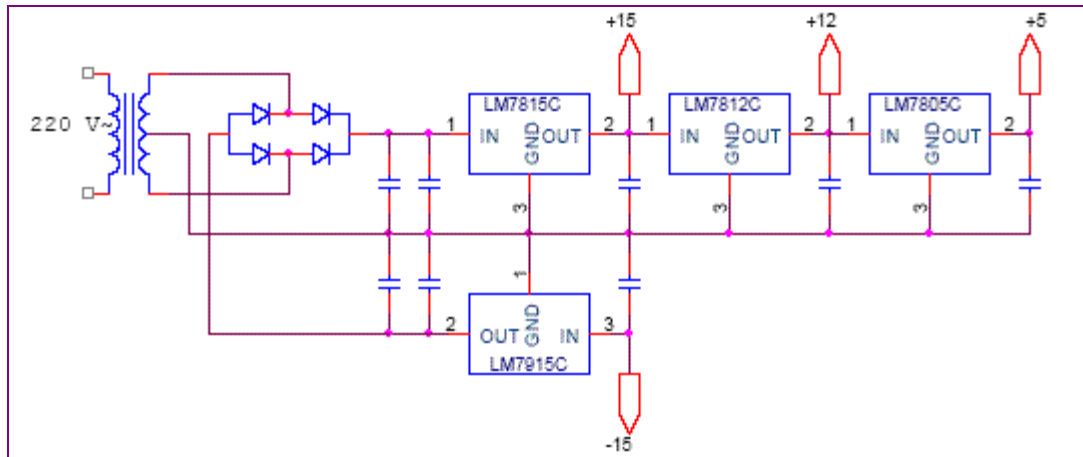 +15
+12
+5
220 V~
LM7815C
1
IN
GND
OUT
2
3
LM7812C
1
IN
GND
OUT
2
3
LM7805C
1
IN
GND
OUT
2
3
1
2
OUT
GND
IN
3
LM7915C
-15